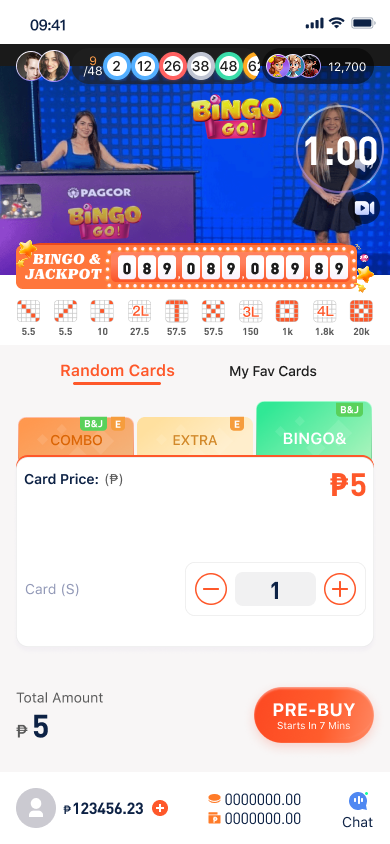 09:41
9
/48
2
12
26
38
48
12,700
BINGO
GO!
1:00
PAGCOR
BINGO
GO!
BINGO &
JACKPOT
089,089,089.89
2L
3L
4L
5.5
5.5
10
27.5
57.5
57.5
150
1k
1.8k
20k
Random Cards
My Fav Cards
B&J
E
COMBO
E
EXTRA
B&J
BINGO&
Card Price: (₱)
₱5
Card (S)
1
Total Amount
₱ 5
PRE-BUY
Starts In 7 Mins
₱123456.23
0000000.00
0000000.00
Chat